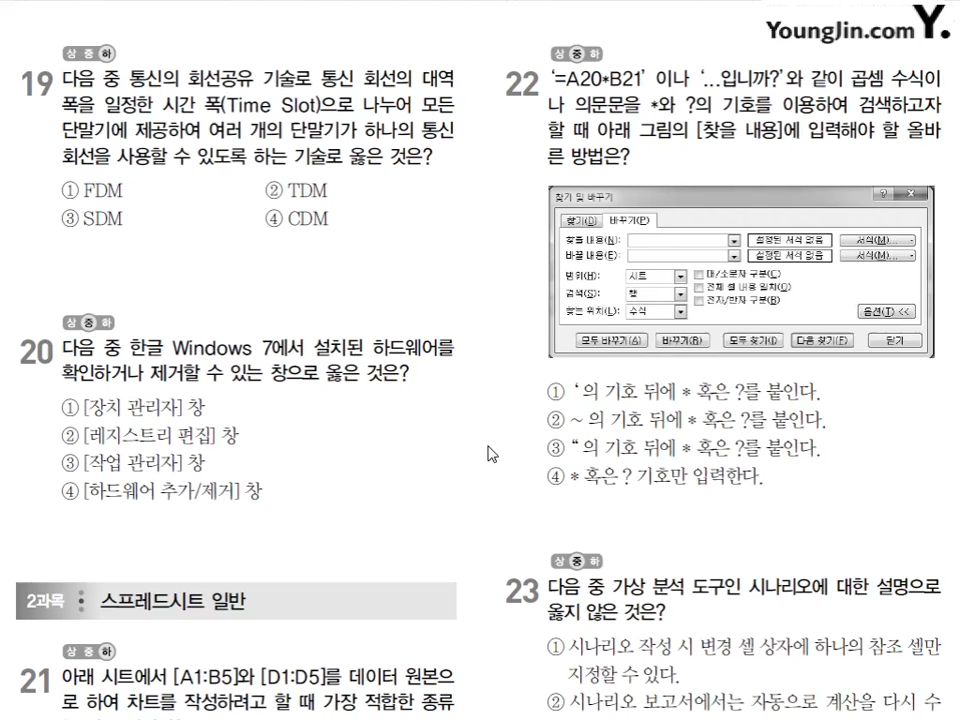 YoungJin.com Y.
상 중 하
19 다음 중 통신의 회선공유 기술로 통신 회선의 대역
폭을 일정한 시간 폭(Time Slot)으로 나누어 모든
단말기에 제공하여 여러 개의 단말기가 하나의 통신
회선을 사용할 수 있도록 하는 기술로 옳은 것은?
① FDM ② TDM
③ SDM ④ CDM
상 중 하
20 다음 중 한글 Windows 7에서 설치된 하드웨어를
확인하거나 제거할 수 있는 창으로 옳은 것은?
① [장치 관리자] 창
② [레지스트리 편집] 창
③ [작업 관리자] 창
④ [하드웨어 추가/제거] 창
2과목 스프레드시트 일반
상 중 하
21 아래 시트에서 [A1:B5]와 [D1:D5]를 데이터 원본으
로 하여 차트를 작성하려고 할 때 가장 적합한 종류
상 중 하
22 ‘=A20*B21’ 이나 ‘…입니까?’와 같이 곱셈 수식이
나 의문문을 *와 ?의 기호를 이용하여 검색하고자
할 때 아래 그림의 [찾을 내용]에 입력해야 할 올바
른 방법은?
찾기 및 바꾸기
찾기(D) 바꾸기(P)
찾을 내용(N): 설정된 서식 없음 서식(M)...
바꿀 내용(E): 설정된 서식 없음 서식(M)...
범위(H): 시트 대/소문자 구분(C)
전체 셀 내용 일치(O)
검색(S): 행 전자/반자 구분(B)
찾는 위치(L): 수식 옵션(T) <<
모두 바꾸기(A) 바꾸기(R) 모두 찾기(I) 다음 찾기(F) 닫기
① ‘의 기호 뒤에 * 혹은 ?를 붙인다.
② ~ 의 기호 뒤에 * 혹은 ?를 붙인다.
③ “의 기호 뒤에 * 혹은 ?를 붙인다.
④ * 혹은 ? 기호만 입력한다.
상 중 하
23 다음 중 가상 분석 도구인 시나리오에 대한 설명으로
옳지 않은 것은?
① 시나리오 작성 시 변경 셀 상자에 하나의 참조 셀만
지정할 수 있다.
② 시나리오 보고서에서는 자동으로 계산을 다시 수